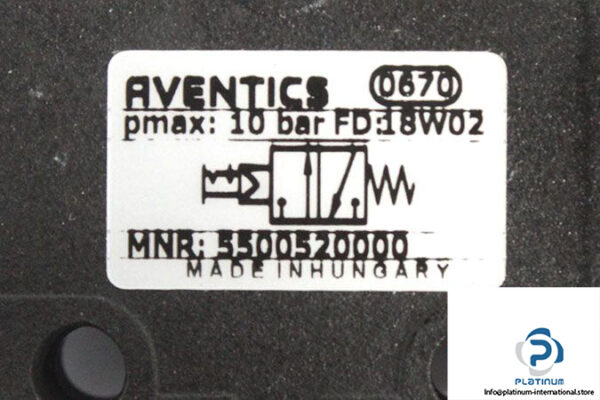 AVENTICS 0670
pmax: 10 bar FD:18W02
MNR: 5500520000
MADE IN HUNGARY
PLATINUM
Info@platinum-international.store